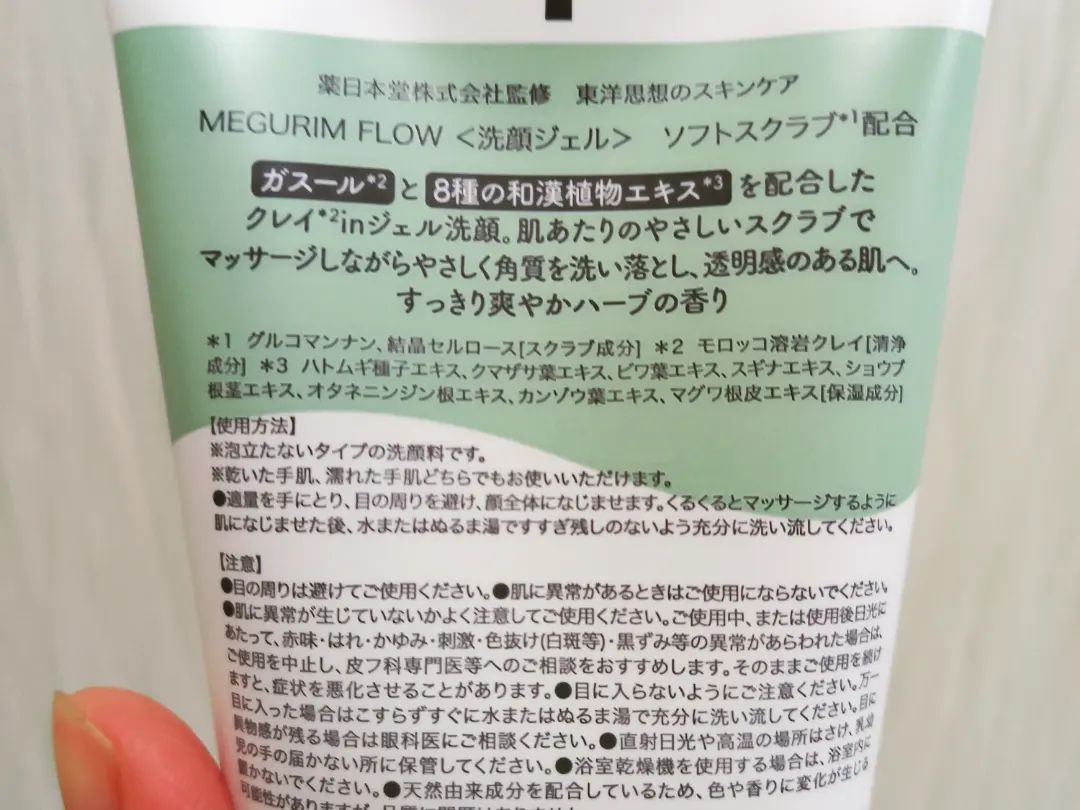 薬日本堂株式会社監修 東洋思想のスキンケア
MEGURIM FLOW <洗顔ジェル> ソフトスクラブ*1配合
ガスール*2と8種の和漢植物エキス*3を配合した
クレイ*2inジェル洗顔。肌あたりのやさしいスクラブで
マッサージしながらやさしく角質を洗い落とし、透明感のある肌へ。
すっきり爽やかハーブの香り
*1 グルコマンナン、結晶セルロース[スクラブ成分] *2 モロッコ溶岩クレイ[清浄
成分] *3 ハトムギ種子エキス、クマザサ葉エキス、ビワ葉エキス、スギナエキス、ショウブ
根茎エキス、オタネニンジン根エキス、カンゾウ葉エキス、マグワ根皮エキス[保湿成分]
【使用方法】
※泡立たないタイプの洗顔料です。
※乾いた手肌、濡れた手肌どちらでもお使いいただけます。
●適量を手にとり、目の周りを避け、顔全体になじませます。くるくるとマッサージするように
肌になじませた後、水またはぬるま湯ですすぎ残しのないよう充分に洗い流してください。
【注意】
●目の周りは避けてご使用ください。●肌に異常があるときはご使用にならないでください。
●肌に異常が生じていないかよく注意してご使用ください。ご使用中、または使用後日光に
あたって、赤味・はれ・かゆみ・刺激・色抜け(白斑等)・黒ずみ等の異常があらわれた場合は、
ご使用を中止し、皮フ科専門医等へのご相談をおすすめします。そのままご使用を続け
ますと、症状を悪化させることがあります。●目に入らないようにご注意ください。万一
目に入った場合はこすらずすぐに水またはぬるま湯で充分に洗い流してください。目に
異物感が残る場合は眼科医にご相談ください。●直射日光や高温の場所はさけ、乳幼
児の手の届かない所に保管してください。●浴室乾燥機を使用する場合は、浴室内に
置かないでください。●天然由来成分を配合しているため、色や香りに変化が生じる
可能性がありますが、品質に問題はありません。